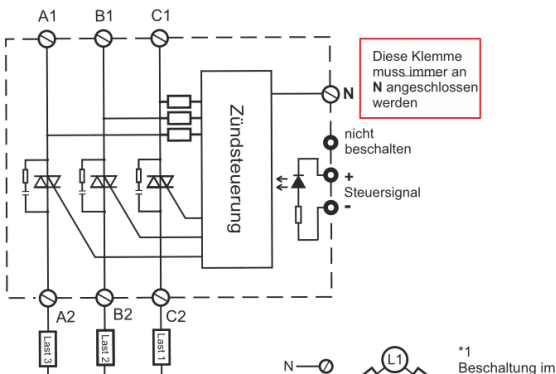 A1
B1
C1
Diese Klemme
muss immer an
N angeschlossen
werden
N
nicht
beschalten
+
Steuersignal
-
Zündsteuerung
A2
B2
C2
Last 3
Last 2
Last 1
N
L1
*1
Beschaltung im